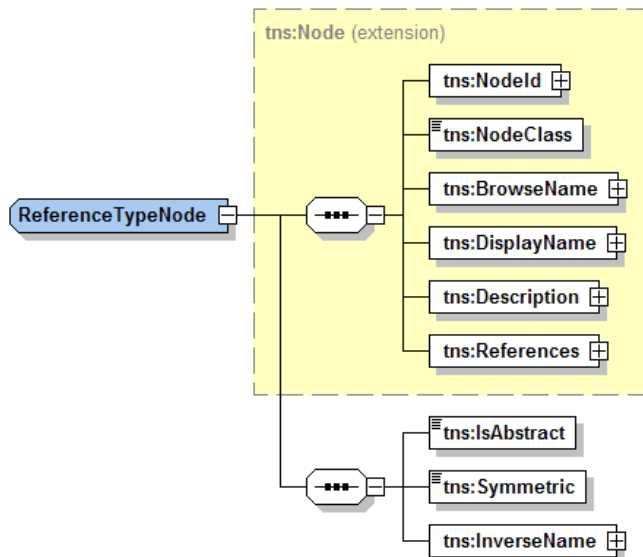 tns:Node (extension)
tns:NodeId
tns:NodeClass
tns:BrowseName
ReferenceTypeNode
tns:DisplayName
tns:Description
tns:References
tns:IsAbstract
tns:Symmetric
tns:InverseName